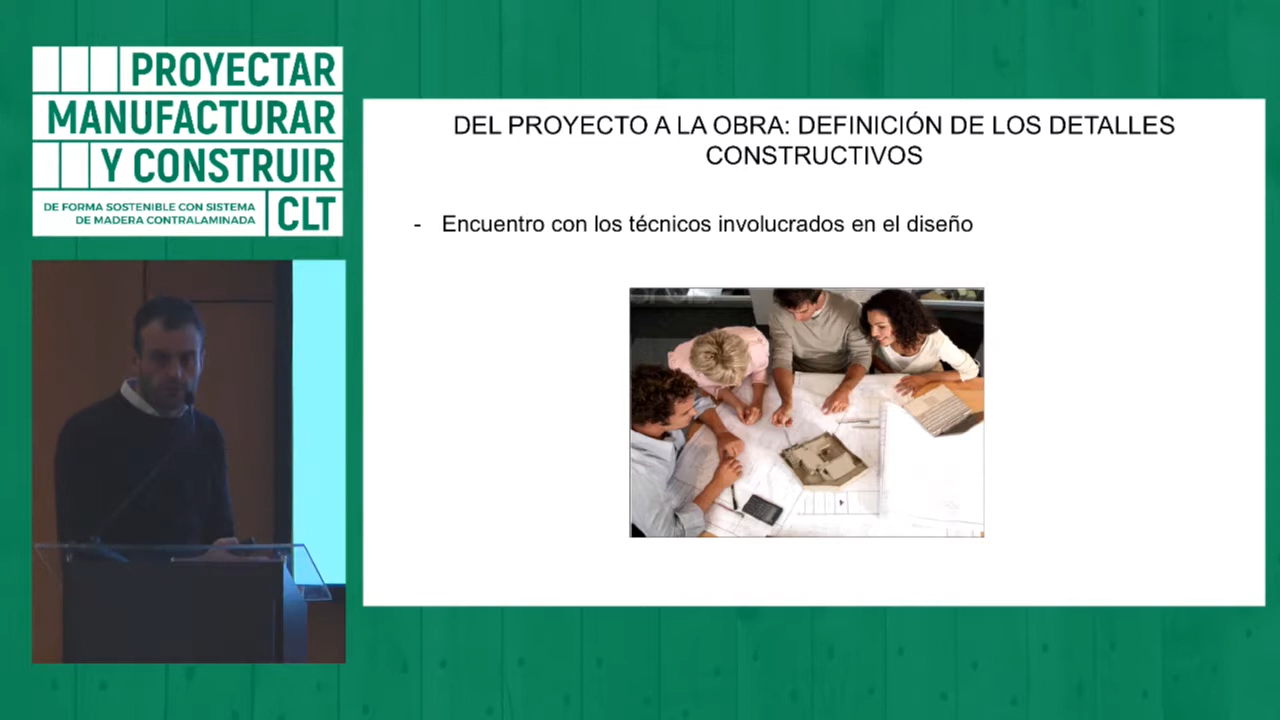 PROYECTAR
MANUFACTURAR
Y CONSTRUIR
DE FORMA SOSTENIBLE CON SISTEMA
DE MADERA CONTRALAMINADA
CLT
DEL PROYECTO A LA OBRA: DEFINICIÓN DE LOS DETALLES
CONSTRUCTIVOS
- Encuentro con los técnicos involucrados en el diseño